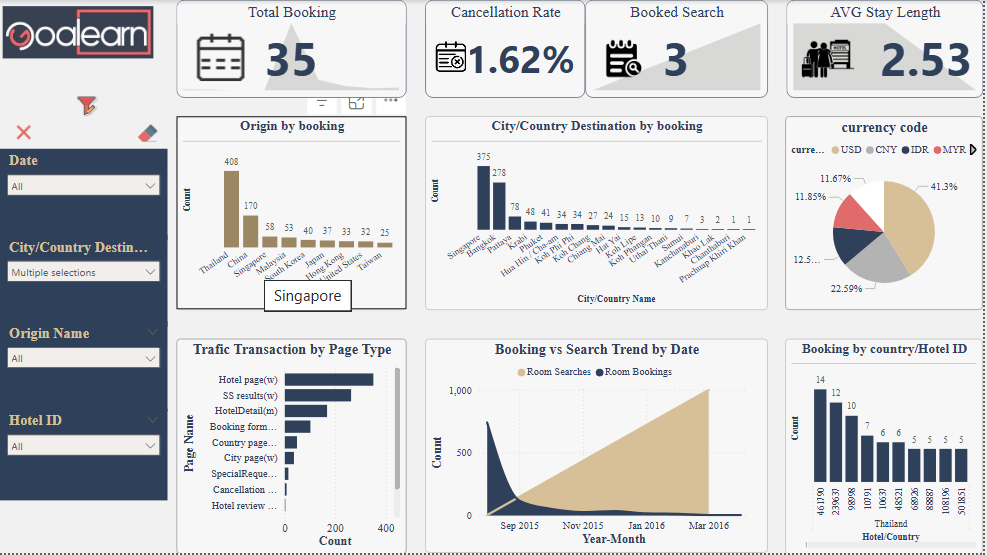 Goalearn
Total Booking
35
Cancellation Rate
1.62%
Booked Search
3
AVG Stay Length
2.53
Date
All
City/Country Destin...
Multiple selections
Origin Name
All
Hotel ID
All
Origin by booking
Count
408
170
58
53
40
37
33
32
25
Thailand
China
Singapore
Malaysia
South Korea
Japan
Hong Kong
United States
Taiwan
Singapore
City/Country Destination by booking
Count
375
278
78
48
41
34
34
27
24
15
13
10
9
7
3
2
1
1
Singapore
Bangkok
Pattaya
Krabi
Phuket
Hua Hin / Cha-am
Koh Phi Phi
Koh Chang
Chiang Mai
Hat Yai
Koh Lipe
Koh Phangan
Uthai Thani
Samui
Kanchanaburi
Khao Lak
Chanthaburi
Prachuap Khiri Khan
City/Country Name
currency code
curre...
USD
CNY
IDR
MYR
11.67%
41.3%
11.85%
12.5...
22.59%
Trafic Transaction by Page Type
Page Name
Hotel page(w)
SS results(w)
HotelDetail(m)
Booking form...
Country page...
City page(w)
SpecialReque...
Cancellation ...
Hotel review ...
0 200 400
Count
Booking vs Search Trend by Date
Room Searches
Room Bookings
Count
1,000
500
0
Sep 2015 Nov 2015 Jan 2016 Mar 2016
Year-Month
Booking by country/Hotel ID
Count
14
12
10
7
6
6
5
5
5
5
461190
239637
98998
10791
10637
48521
68926
88887
108196
501851
Thailand
Hotel/Country